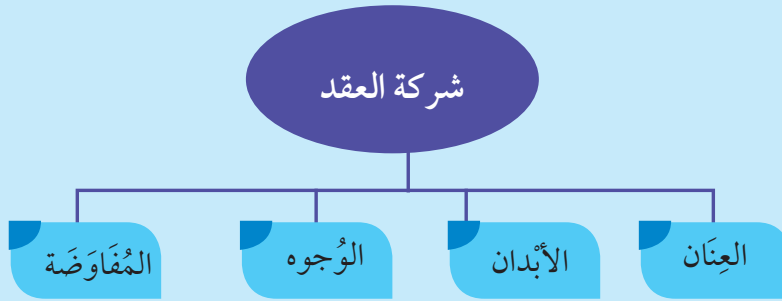 شركة العقد
العِنَان
الأبْدان
الوُجوه
المُفَاوَضَة